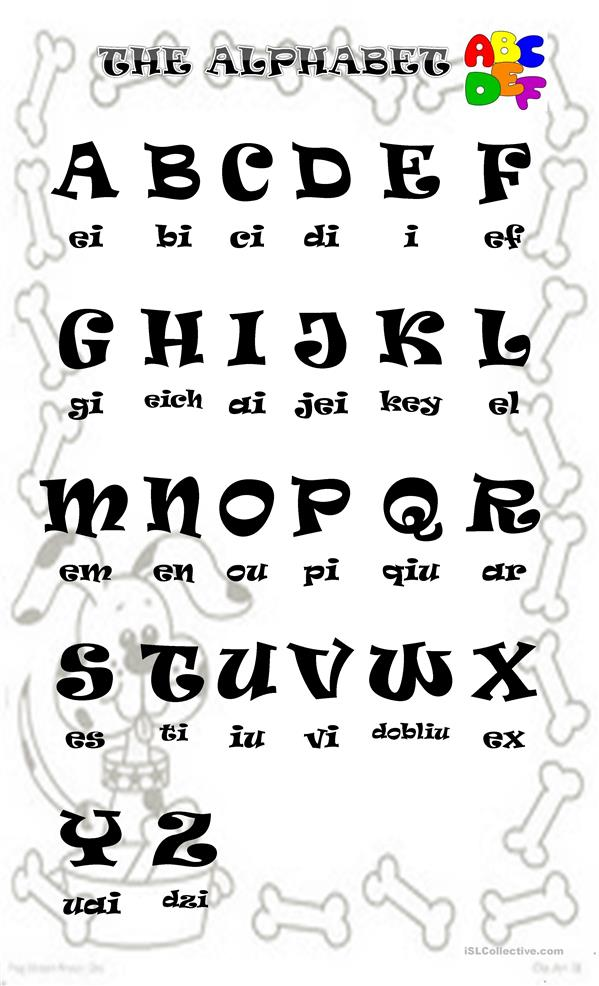 THE ALPHABET ABC
DEF
A B C D E F
ei bi ci di i ef
G H I J K L
gi eich ai jei key el
M N O P Q R
em en ou pi qiu ar
S T U V W X
es ti iu vi dobliu ex
Y Z
uai dzi
iSLCollective.com